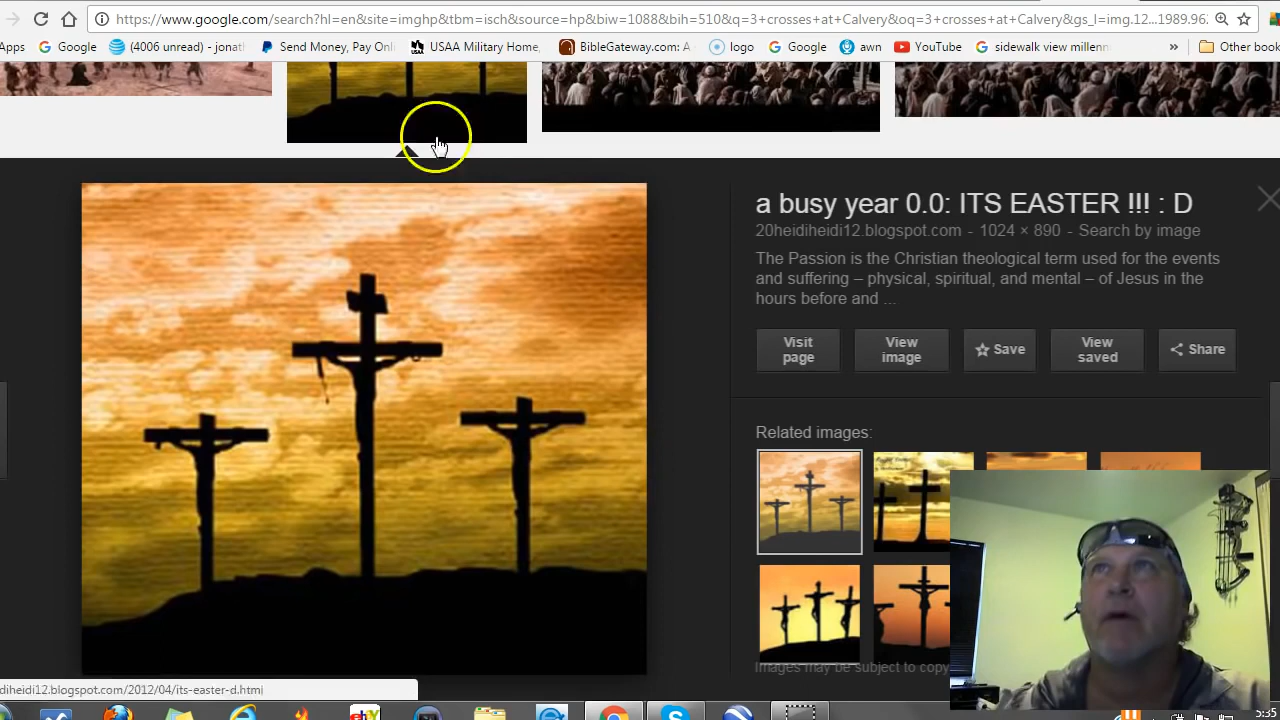 https://www.google.com/search?hl=en&site=imghp&tbm=isch&source=hp&biw=1088&bih=510&q=3+crosses+at+Calvery&oq=3+crosses+at+Calvery&gs_l=img.12...1989.962
Apps Google (4006 unread) - jonat Send Money, Pay Onl USAA Military Home, BibleGateway.com: A logo Google awn YouTube sidewalk view millenn » Other book
a busy year 0.0: ITS EASTER !!! : D
20heidiheidi12.blogspot.com - 1024 × 890 - Search by image
The Passion is the Christian theological term used for the events
and suffering – physical, spiritual, and mental – of Jesus in the
hours before and ...
Visit page
View image
Save
View saved
Share
Related images:
Images may be subject to copy
diheidi12.blogspot.com/2012/04/its-easter-d.html
ebY
5:35